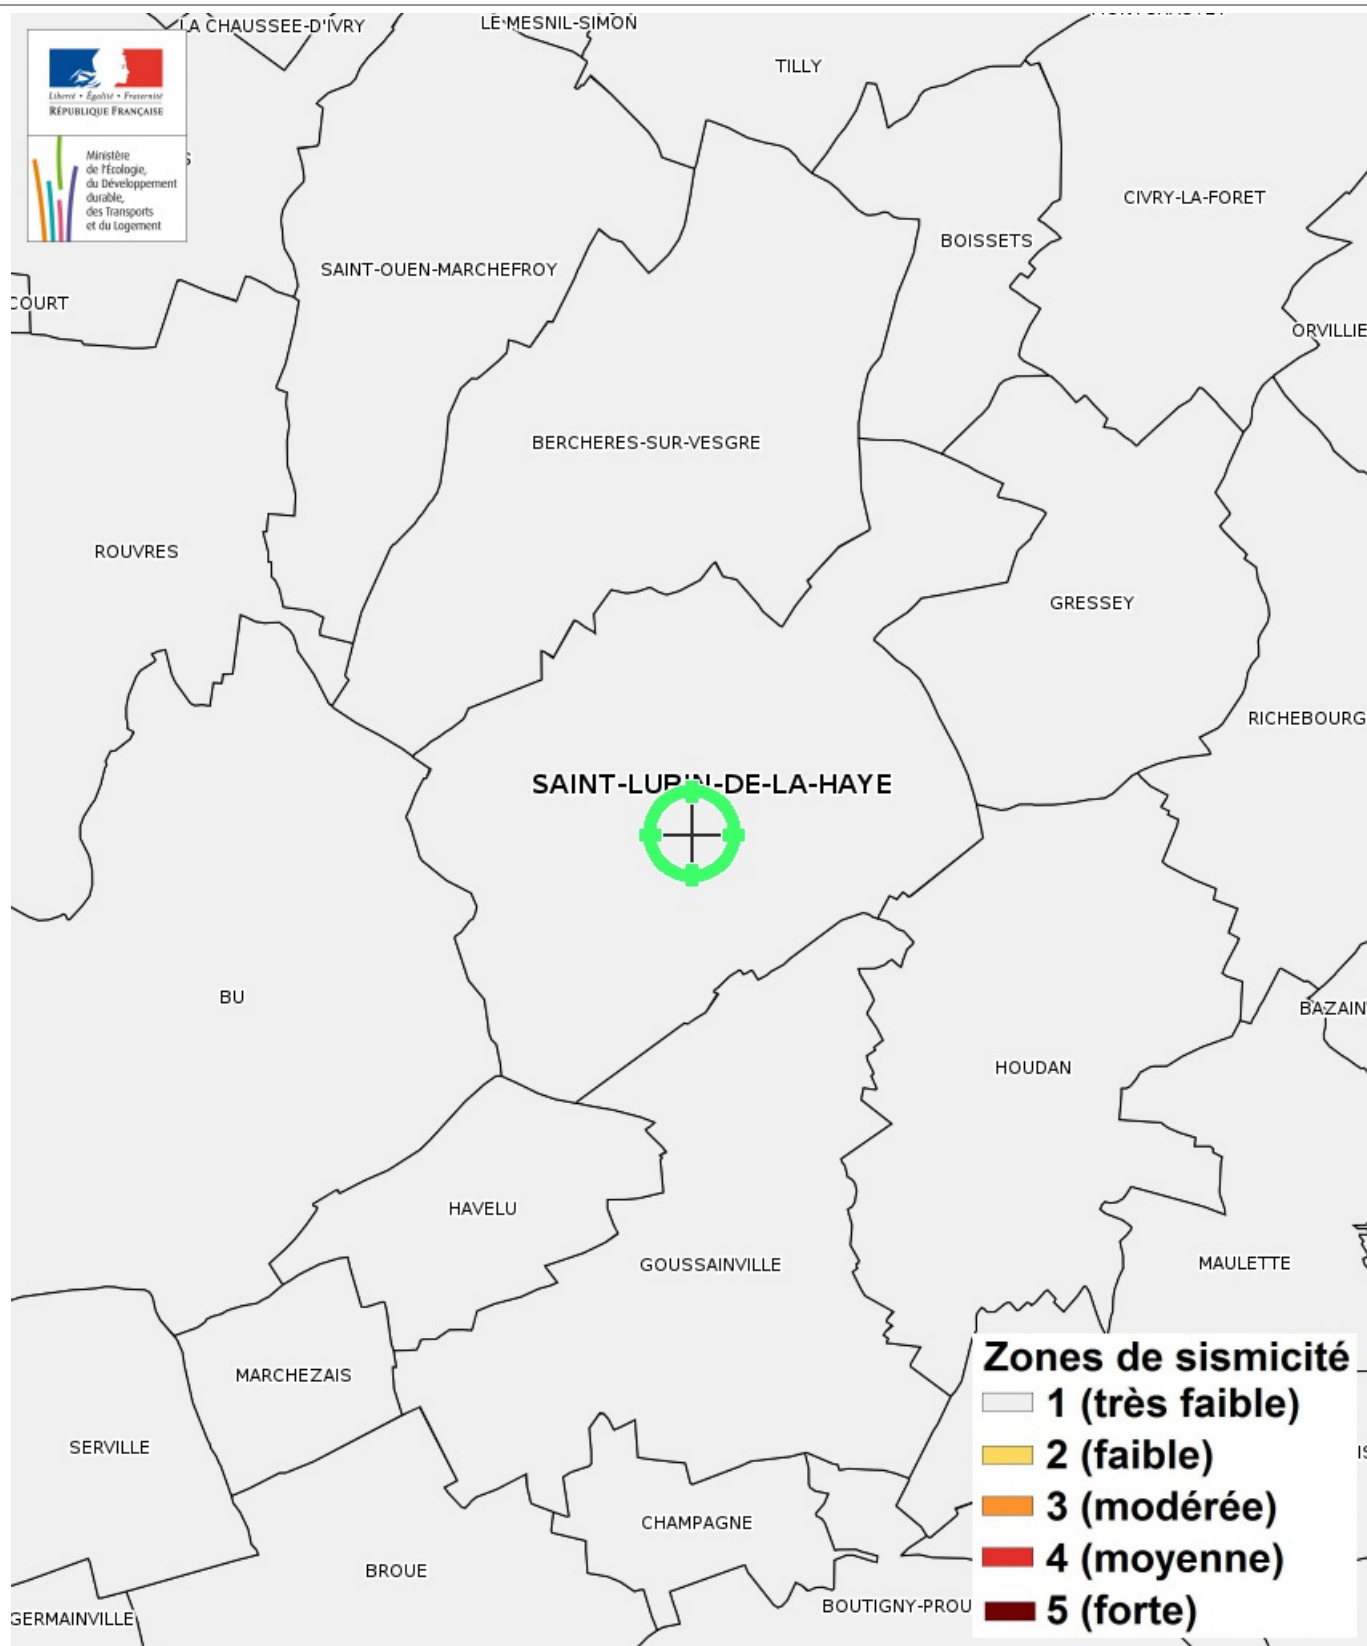 LA CHAUSSEE-D'IVRY
LE MESNIL-SIMON
TILLY
Liberté • Égalité • Fraternité
RÉPUBLIQUE FRANÇAISE
Ministère
de l'Écologie,
du Développement
durable,
des Transports
et du Logement
S
CIVRY-LA-FORET
BOISSETS
SAINT-OUEN-MARCHEFROY
COURT
ORVILLIE
BERCHERES-SUR-VESGRE
ROUVRES
GRESSEY
RICHEBOURG
SAINT-LUBIN-DE-LA-HAYE
BU
BAZAIN
HOUDAN
HAVELU
GOUSSAINVILLE
MAULETTE
MARCHEZAIS
SERVILLE
IS
CHAMPAGNE
BROUE
BOUTIGNY-PROU
GERMAINVILLE
Zones de sismicité
1 (très faible)
2 (faible)
3 (modérée)
4 (moyenne)
5 (forte)